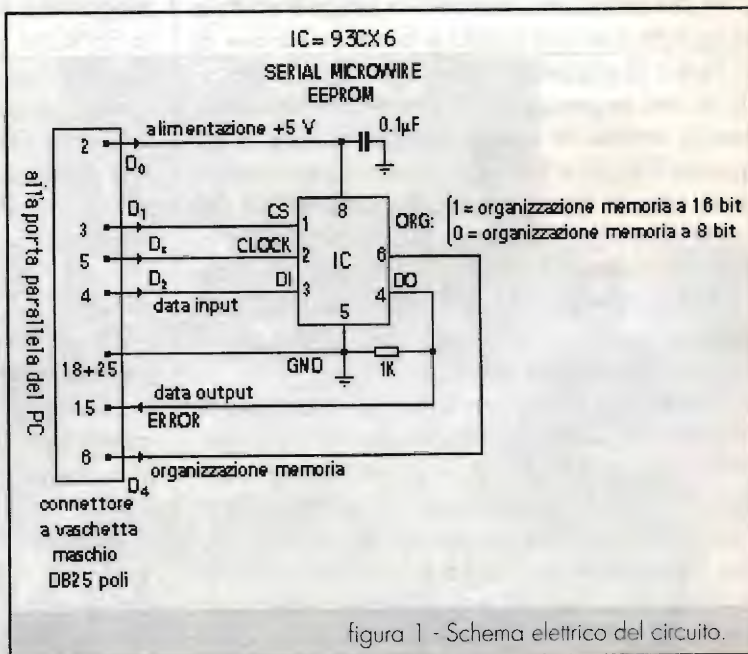 IC= 93CX6
SERIAL MICROWIRE
EEPROM
alimentazione +5 V
0.1µF
2
D0
8
ORG:
1 = organizzazione memoria a 16 bit
0 = organizzazione memoria a 8 bit
D1
CS
3
1
Dx
CLOCK
5
2
IC
6
D2
DI
DO
4
3
4
data input
5
18+25
GND
1K
data output
15
ERROR
6
organizzazione memoria
D4
all'a porta parallela del PC
connettore
a vaschetta
maschio
DB25 poli
figura 1 - Schema elettrico del circuito.